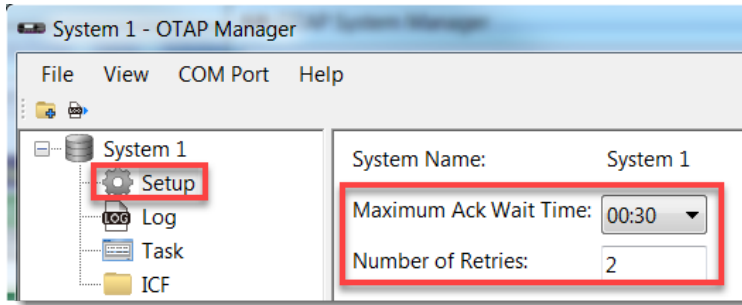 System 1 - OTAP Manager
File View COM Port Help
System 1
Setup
Log
Task
ICF
System Name: System 1
Maximum Ack Wait Time: 00:30
Number of Retries: 2